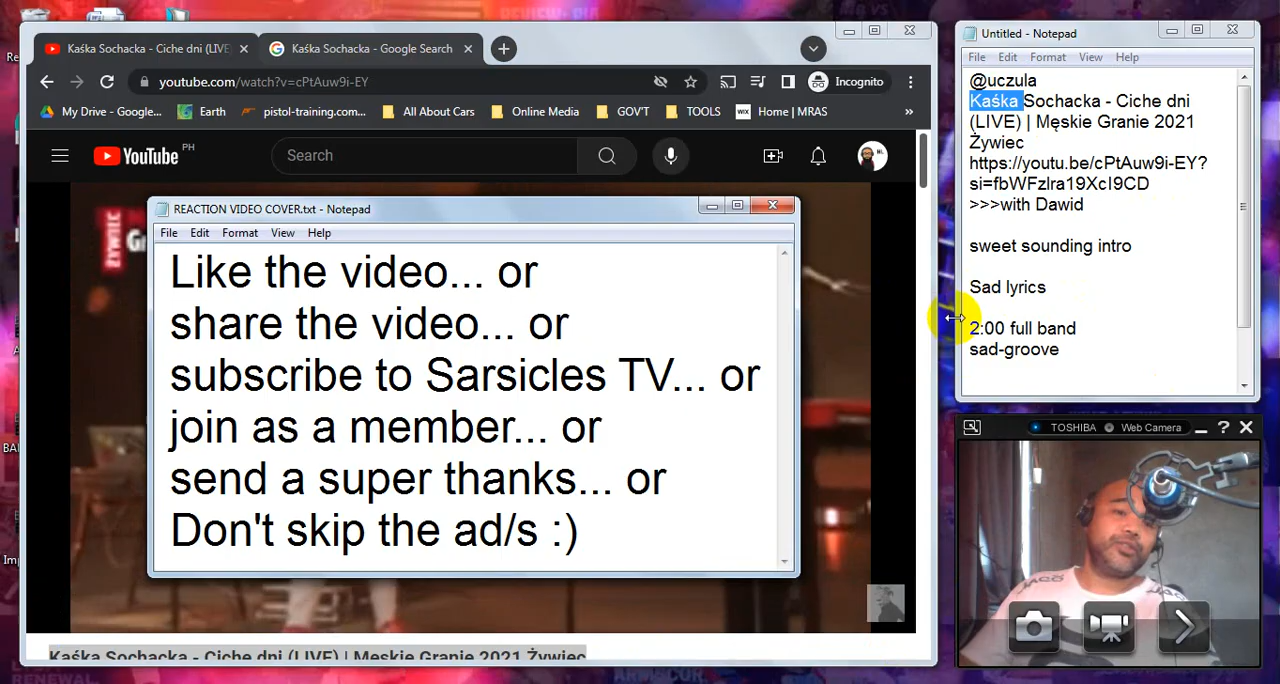 Kaśka Sochacka - Ciche dni (LIVE
Kaśka Sochacka - Google Search
youtube.com/watch?v=cPtAuw9i-EY
Incognito
My Drive - Google...
Earth
pistol-training.com...
All About Cars
Online Media
GOV'T
TOOLS
WIX Home | MRAS
»
YouTube PH
Search
ŻYWIEC
REACTION VIDEO COVER.txt - Notepad
File Edit Format View Help
Like the video... or
share the video... or
subscribe to Sarsicles TV... or
join as a member... or
send a super thanks... or
Don't skip the ad/s :)
Kaśka Sochacka - Ciche dni (LIVE) | Męskie Granie 2021 Żywiec
Untitled - Notepad
File Edit Format View Help
@uczula
Kaśka Sochacka - Ciche dni
(LIVE) | Męskie Granie 2021
Żywiec
https://youtu.be/cPtAuw9i-EY?
si=fbWFzlra19XcI9CD
>>>with Dawid
sweet sounding intro
Sad lyrics
2:00 full band
sad-groove
TOSHIBA Web Camera